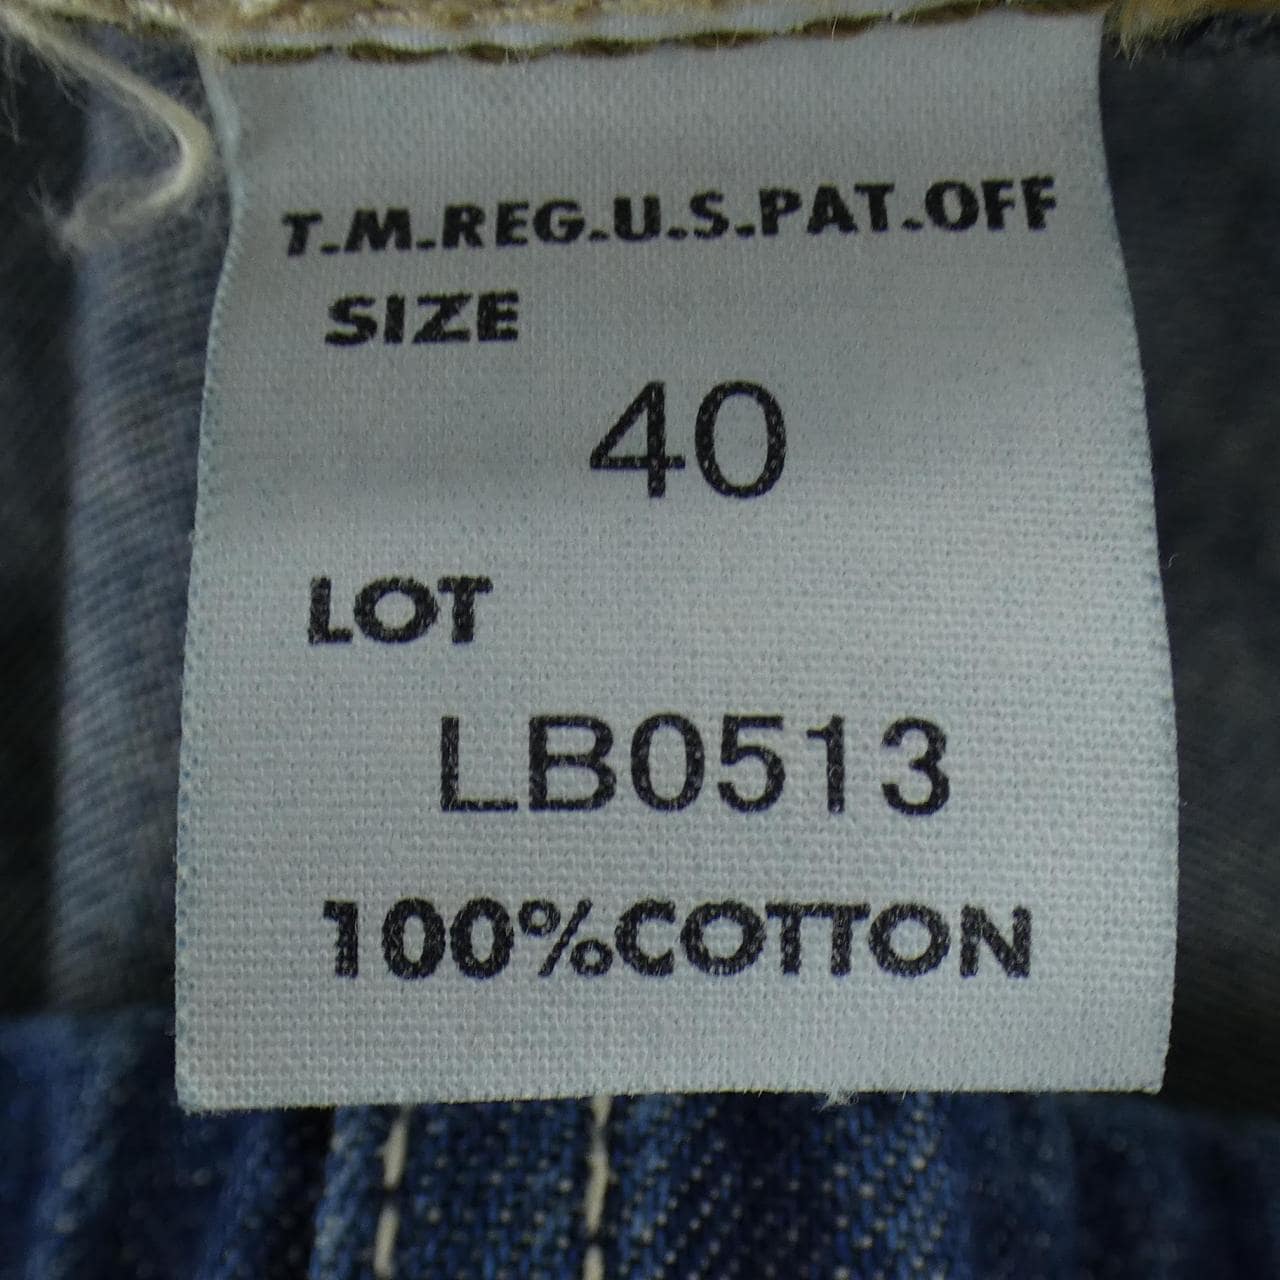 T.M.REG.U.S.PAT.OFF
SIZE
40
LOT
LB0513
100%COTTON